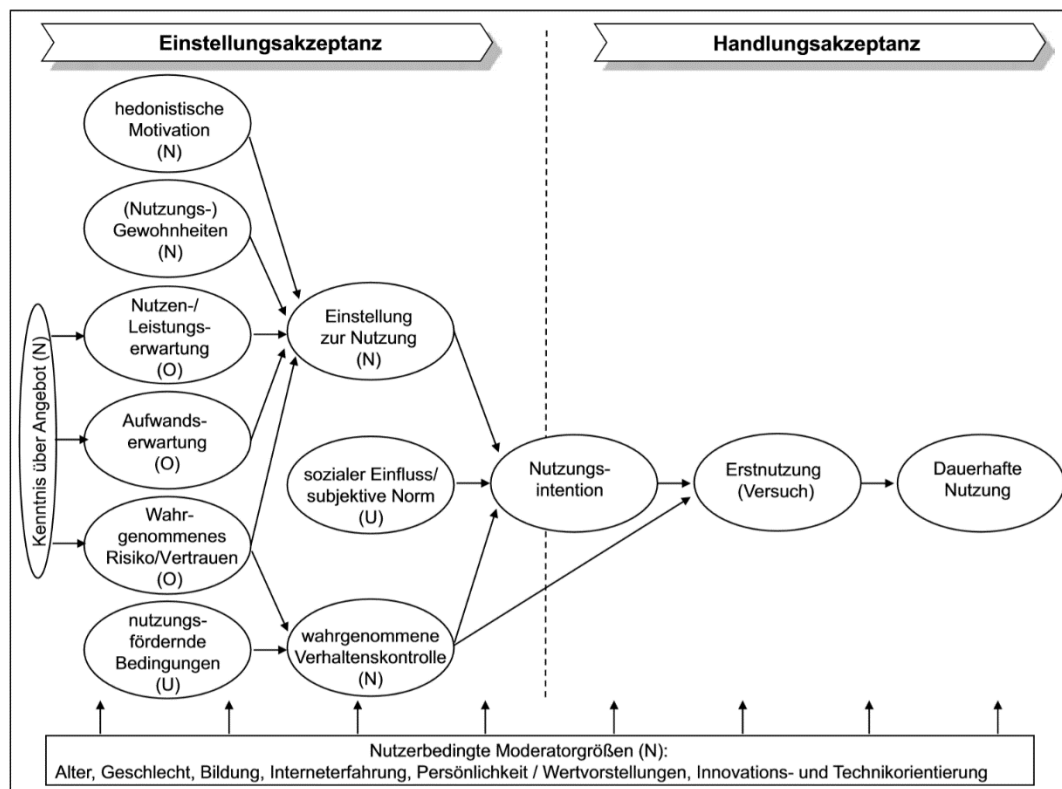 Einstellungsakzeptanz
Handlungsakzeptanz
hedonistische
Motivation
(N)
(Nutzungs-)
Gewohnheiten
(N)
Nutzen-/
Leistungs-
erwartung
(O)
Aufwands-
erwartung
(O)
Wahr-
genommenes
Risiko/Vertrauen
(O)
nutzungs-
fördernde
Bedingungen
(U)
Kenntnis über Angebot (N)
Einstellung
zur Nutzung
(N)
sozialer Einfluss/
subjektive Norm
(U)
wahrgenommene
Verhaltenskontrolle
(N)
Nutzungs-
intention
Erstnutzung
(Versuch)
Dauerhafte
Nutzung
Nutzerbedingte Moderatorgrößen (N):
Alter, Geschlecht, Bildung, Interneterfahrung, Persönlichkeit / Wertvorstellungen, Innovations- und Technikorientierung